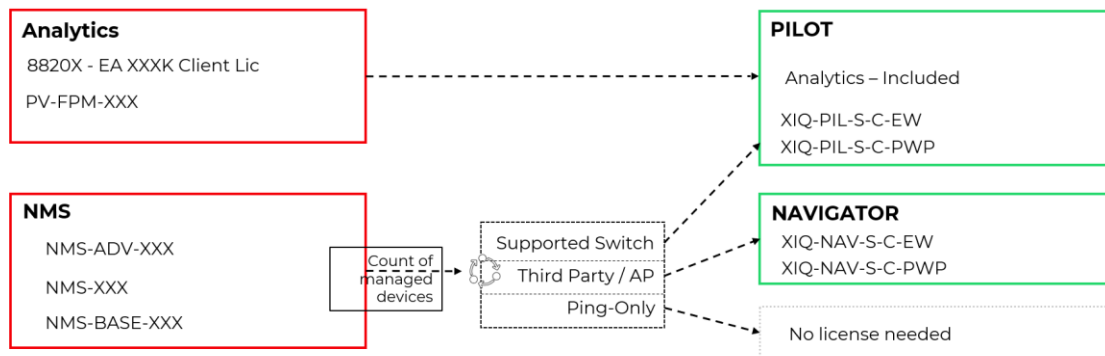 Analytics
8820X - EA XXXK Client Lic
PV-FPM-XXX
PILOT
Analytics – Included
XIQ-PIL-S-C-EW
XIQ-PIL-S-C-PWP
NMS
NMS-ADV-XXX
NMS-XXX
NMS-BASE-XXX
Count of
managed
devices
Supported Switch
Third Party / AP
Ping-Only
NAVIGATOR
XIQ-NAV-S-C-EW
XIQ-NAV-S-C-PWP
No license needed